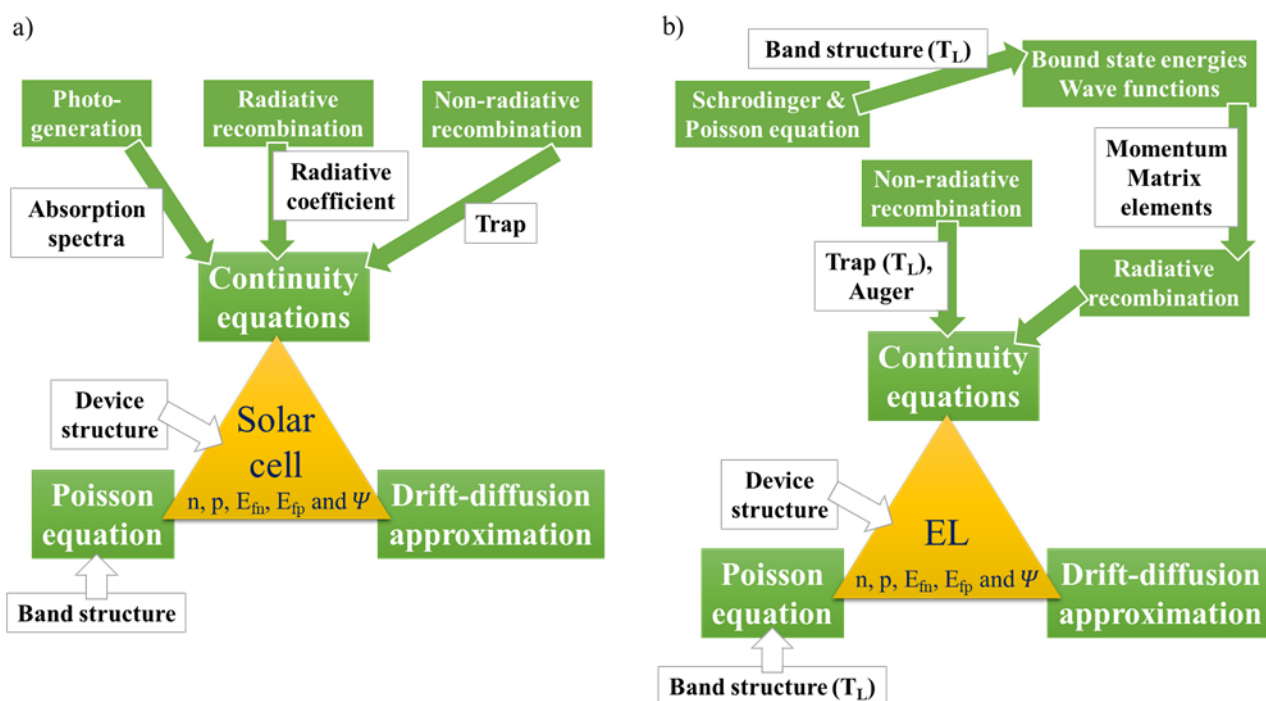 a)
Photo-
generation
Radiative
recombination
Non-radiative
recombination
Absorption
spectra
Radiative
coefficient
Trap
Continuity
equations
Device
structure
Solar
cell
n, p, E_fn, E_fp and Ψ
Poisson
equation
Drift-diffusion
approximation
Band structure
b)
Band structure (T_L)
Schrodinger &
Poisson equation
Bound state energies
Wave functions
Momentum
Matrix
elements
Non-radiative
recombination
Trap (T_L),
Auger
Radiative
recombination
Continuity
equations
Device
structure
EL
n, p, E_fn, E_fp and Ψ
Poisson
equation
Drift-diffusion
approximation
Band structure (T_L)